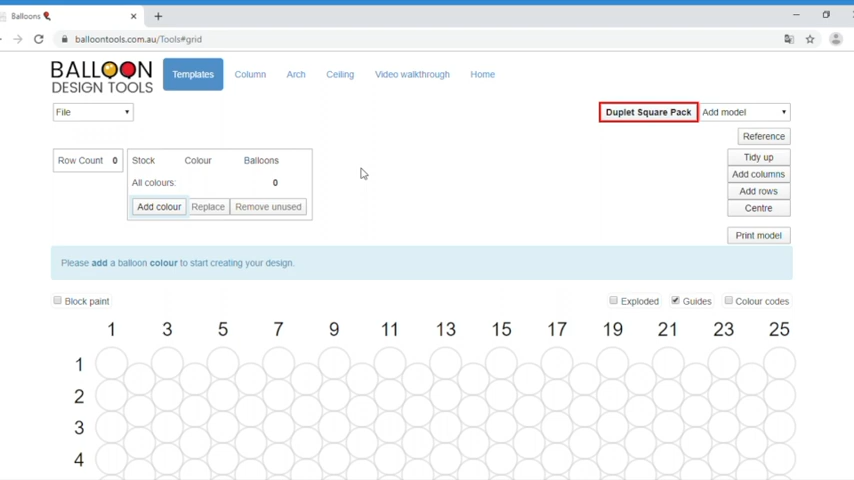 Balloons
balloontools.com.au/Tools#grid
BALLOON
DESIGN TOOLS
Templates Column Arch Ceiling Video walkthrough Home
File
Duplet Square Pack Add model
Reference
Row Count 0
Stock Colour Balloons
All colours: 0
Add colour Replace Remove unused
Tidy up
Add columns
Add rows
Centre
Print model
Please add a balloon colour to start creating your design.
Block paint Exploded Guides Colour codes
1 3 5 7 9 11 13 15 17 19 21 23 25
1
2
3
4